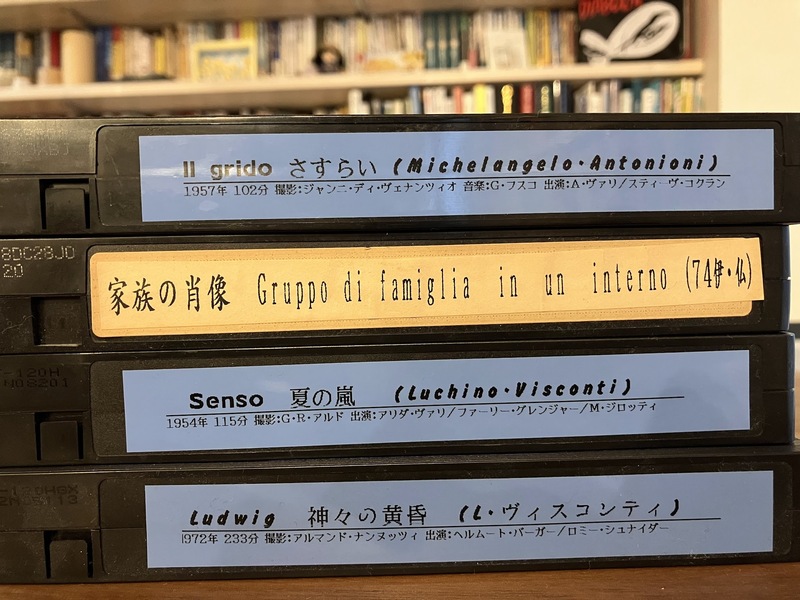 Il grido さすらい (Michelangelo・Antonioni)
1957年 102分 撮影:ジャンニ・ディ・ヴェナンツィオ 音楽:G・フスコ 出演:A・ヴァリ/スティーヴ・コクラン
8DC28J0
20
家族の肖像 Gruppo di famiglia in un interno (74伊・仏)
-120H
N08201
Senso 夏の嵐 (Luchino・Visconti)
1954年 115分 撮影:G・R・アルド 出演:アリダ・ヴァリ/ファーリー・グレンジャー/M・ジロッティ
Ludwig 神々の黄昏 (L・ヴィスコンティ)
1972年 233分 撮影:アルマンド・ナンヌッツィ 出演:ヘルムート・バーガー/ロミー・シュナイダー